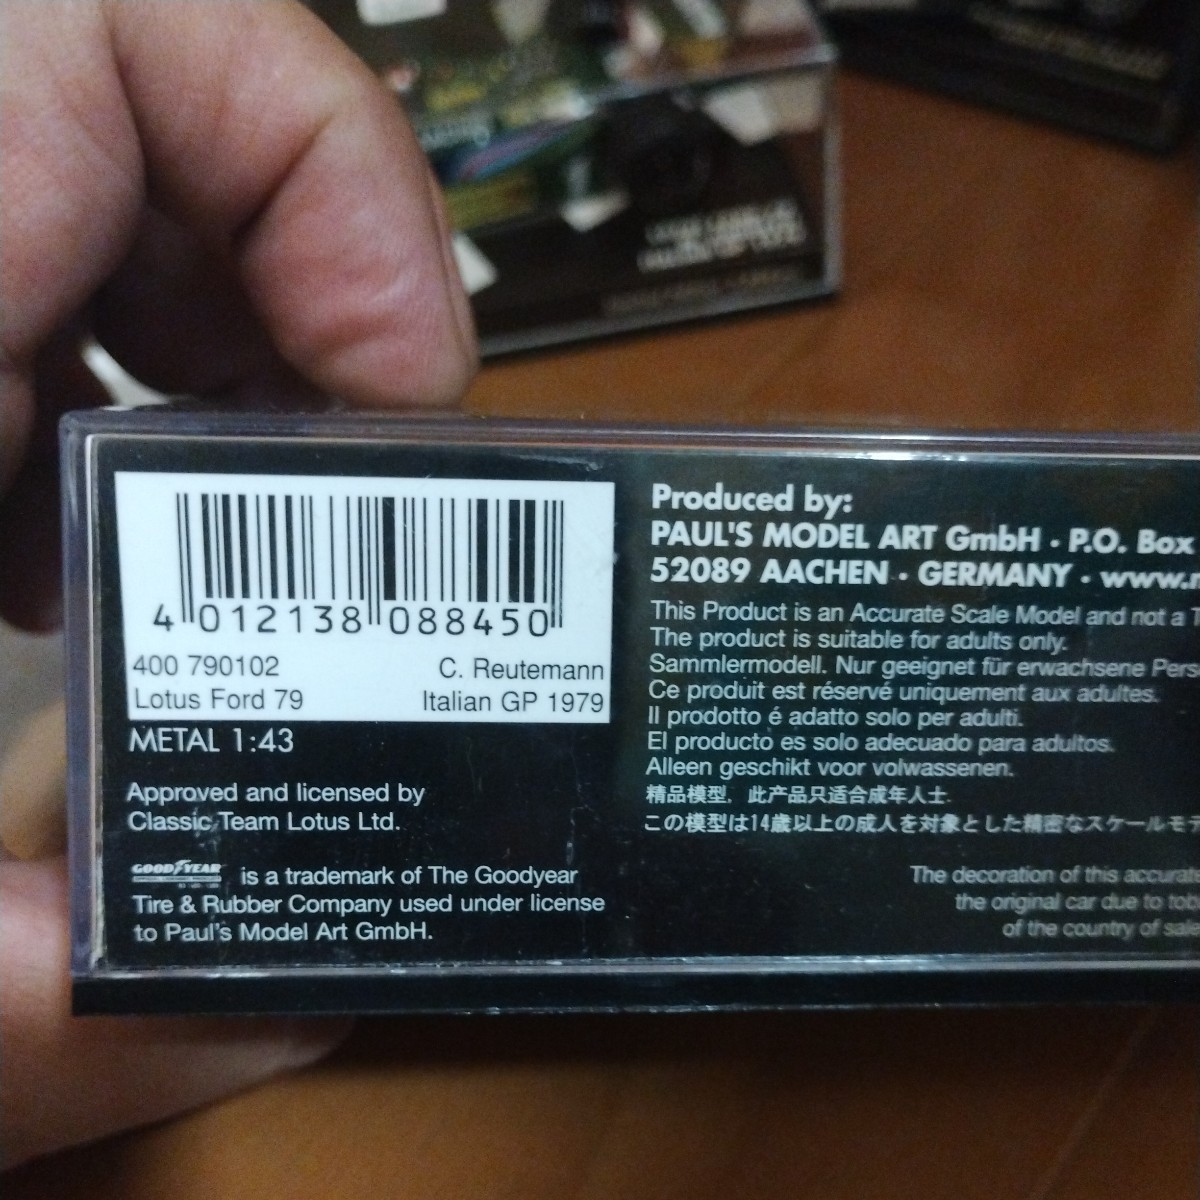 4 012138 088450
400 790102 C. Reutemann
Lotus Ford 79 Italian GP 1979
METAL 1:43
Approved and licensed by
Classic Team Lotus Ltd.
GOODYEAR is a trademark of The Goodyear
Tire & Rubber Company used under license
to Paul's Model Art GmbH.
Produced by:
PAUL'S MODEL ART GmbH · P.O. Box
52089 AACHEN · GERMANY · www.
This Product is an Accurate Scale Model and not a
The product is suitable for adults only.
Sammlermodell. Nur geeignet für erwachsene Pers
Ce produit est réservé uniquement aux adultes.
Il prodotto é adatto solo per adulti.
El producto es solo adecuado para adultos.
Alleen geschikt voor volwassenen.
精品模型, 此产品只适合成年人士.
この模型は14歳以上の成人を対象とした精密なスケールモデ
The decoration of this accurate
the original car due to tob
of the country of sale